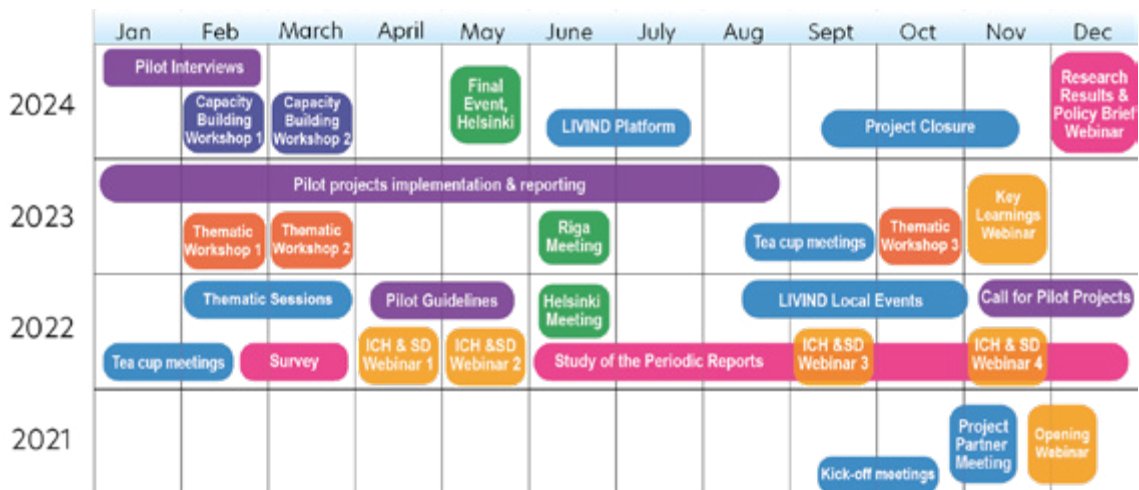 Jan Feb March April May June July Aug Sept Oct Nov Dec
2024
Pilot Interviews
Capacity
Building
Workshop 1
Capacity
Building
Workshop 2
Final
Event,
Helsinki
LIVIND Platform
Project Closure
Research
Results &
Policy Brief
Webinar
2023
Pilot projects implementation & reporting
Thematic
Workshop 1
Thematic
Workshop 2
Riga
Meeting
Tea cup meetings
Thematic
Workshop 3
Key
Learnings
Webinar
2022
Thematic Sessions
Pilot Guidelines
Helsinki
Meeting
LIVIND Local Events
Call for Pilot Projects
Tea cup meetings
Survey
ICH & SD
Webinar 1
ICH &SD
Webinar 2
Study of the Periodic Reports
ICH &SD
Webinar 3
ICH & SD
Webinar 4
2021
Kick-off meetings
Project
Partner
Meeting
Opening
Webinar